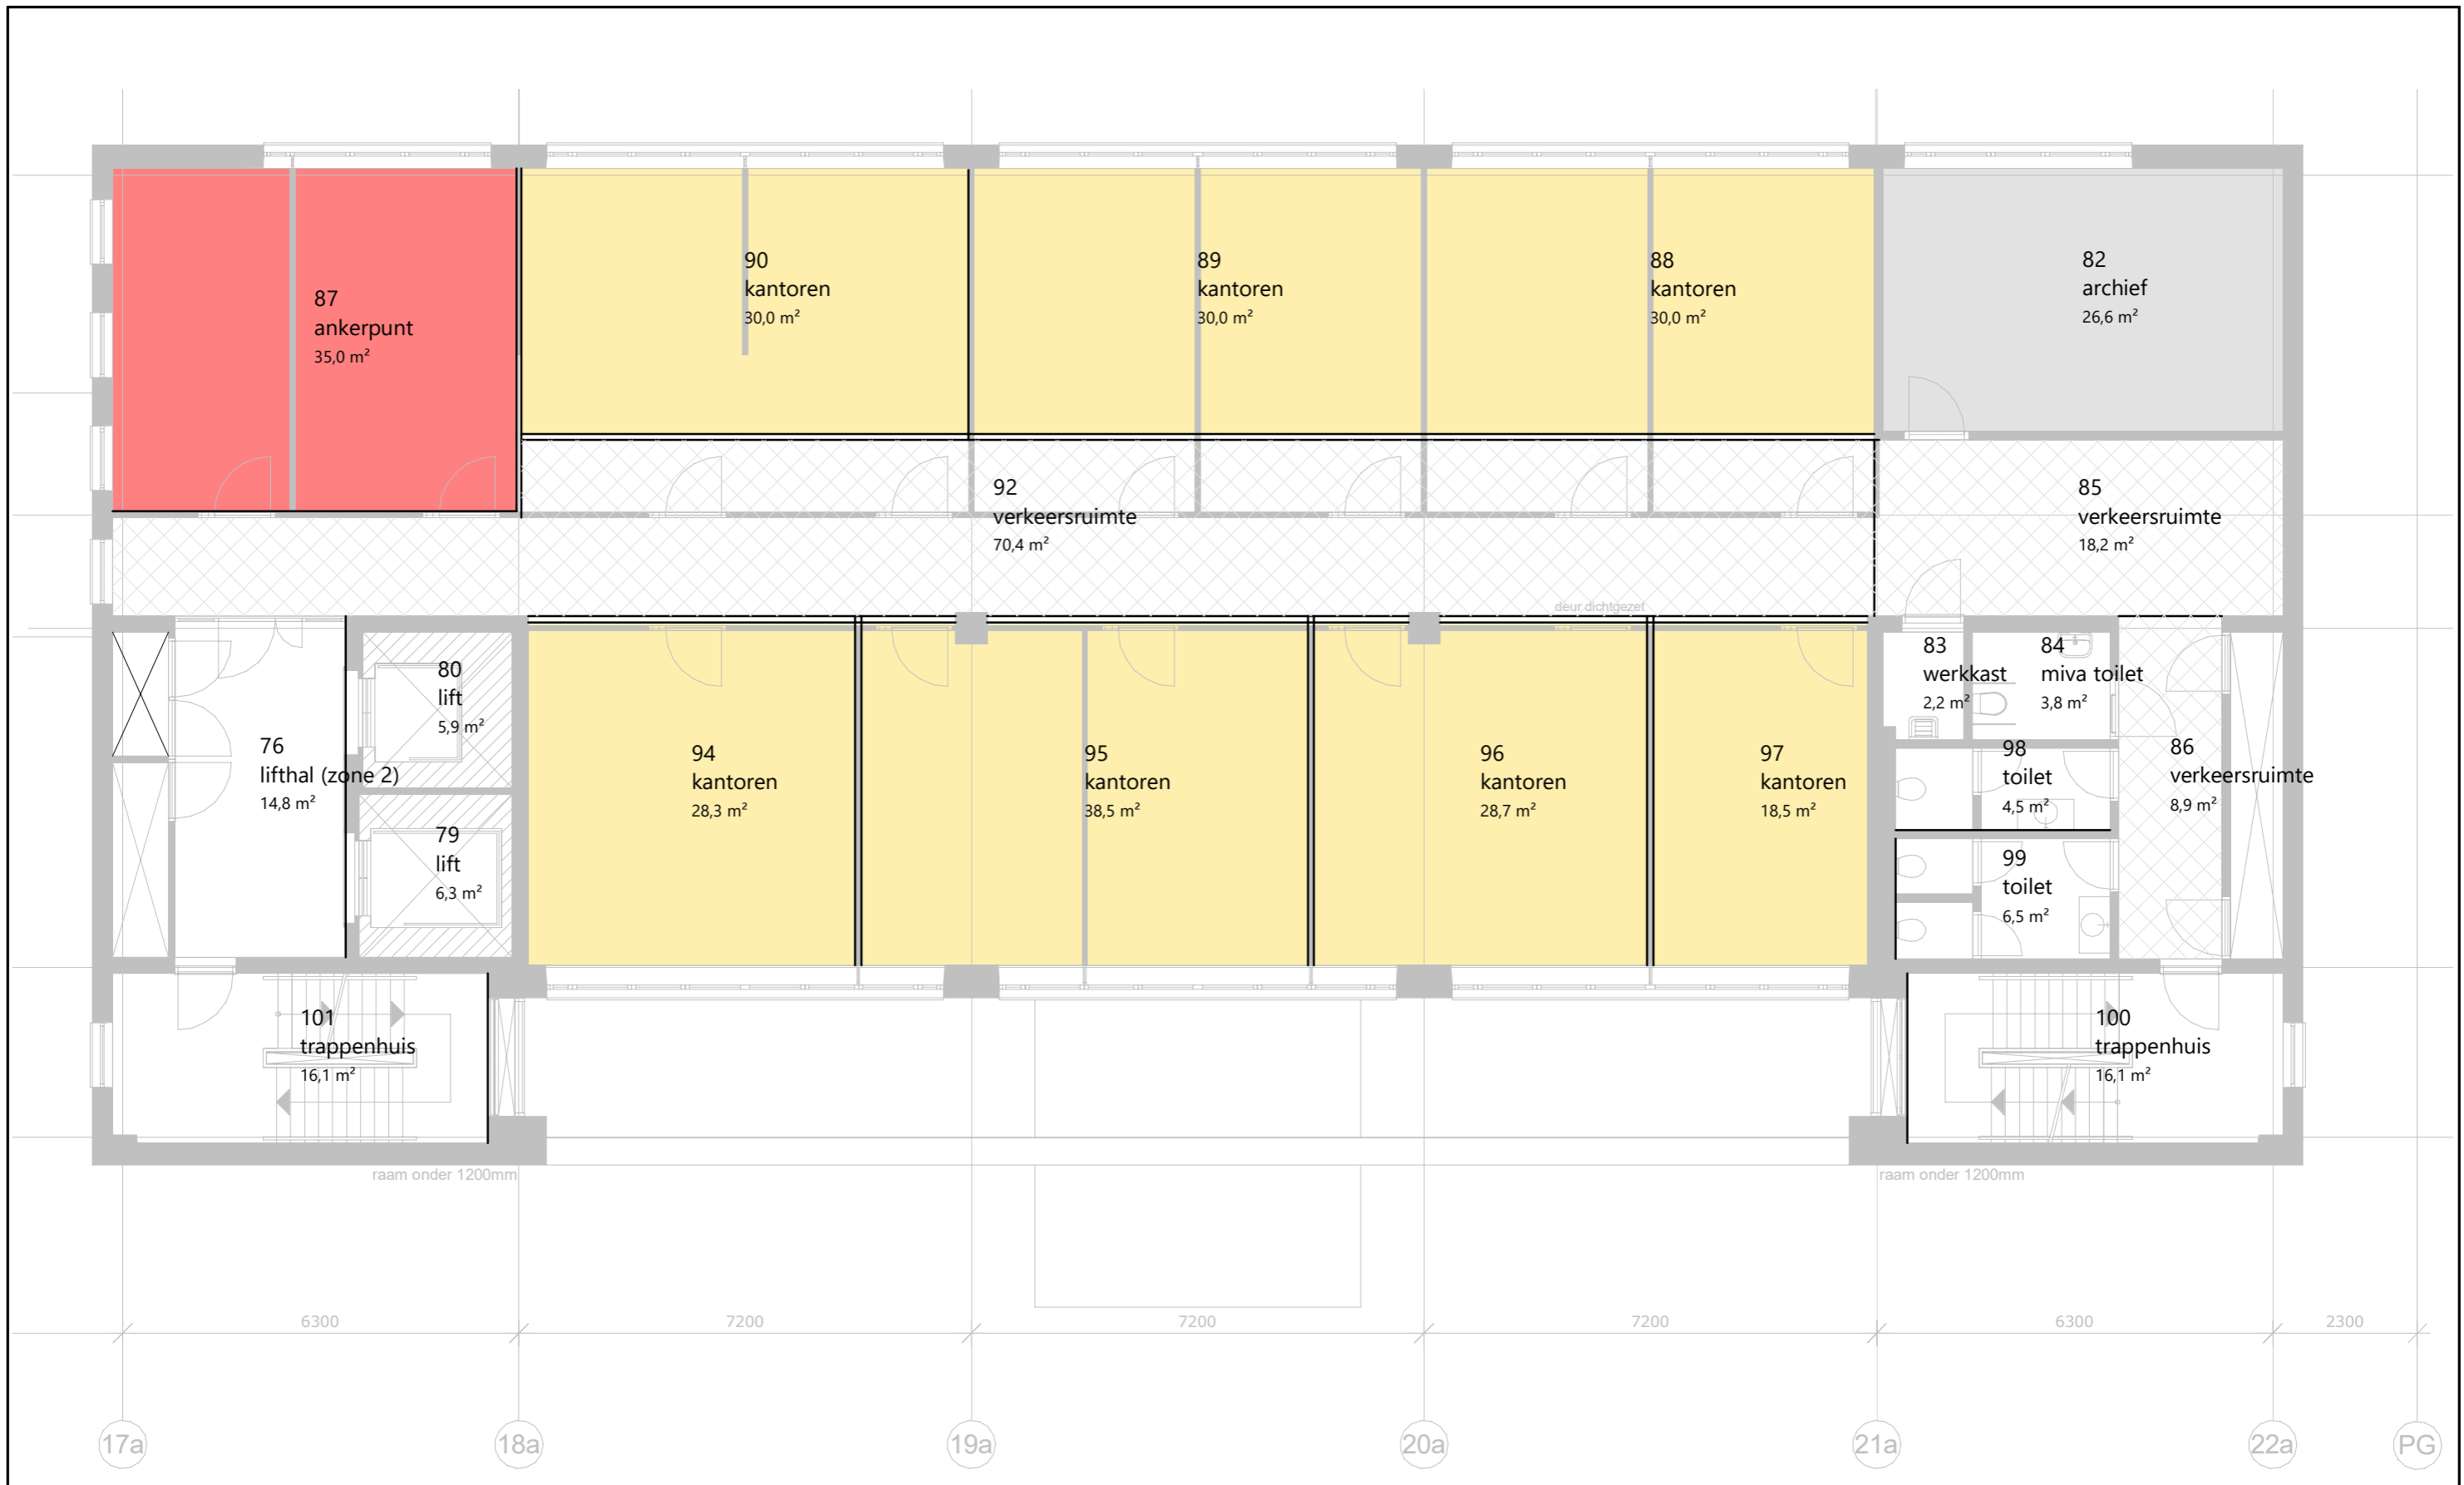 90
kantoren
30,0 m²
89
kantoren
30,0 m²
88
kantoren
30,0 m²
82
archief
26,6 m²
87
ankerpunt
35,0 m²
92
verkeersruimte
70,4 m²
85
verkeersruimte
18,2 m²
deur dichtgezet
80
lift
5,9 m²
83
werkkast
2,2 m²
84
miva toilet
3,8 m²
76
lifthal (zone 2)
14,8 m²
94
kantoren
28,3 m²
95
kantoren
38,5 m²
96
kantoren
28,7 m²
97
kantoren
18,5 m²
98
toilet
4,5 m²
86
verkeersruimte
8,9 m²
79
lift
6,3 m²
99
toilet
6,5 m²
101
trappenhuis
16,1 m²
100
trappenhuis
16,1 m²
raam onder 1200mm
raam onder 1200mm
6300
7200
7200
7200
6300
2300
17a
18a
19a
20a
21a
22a
PG